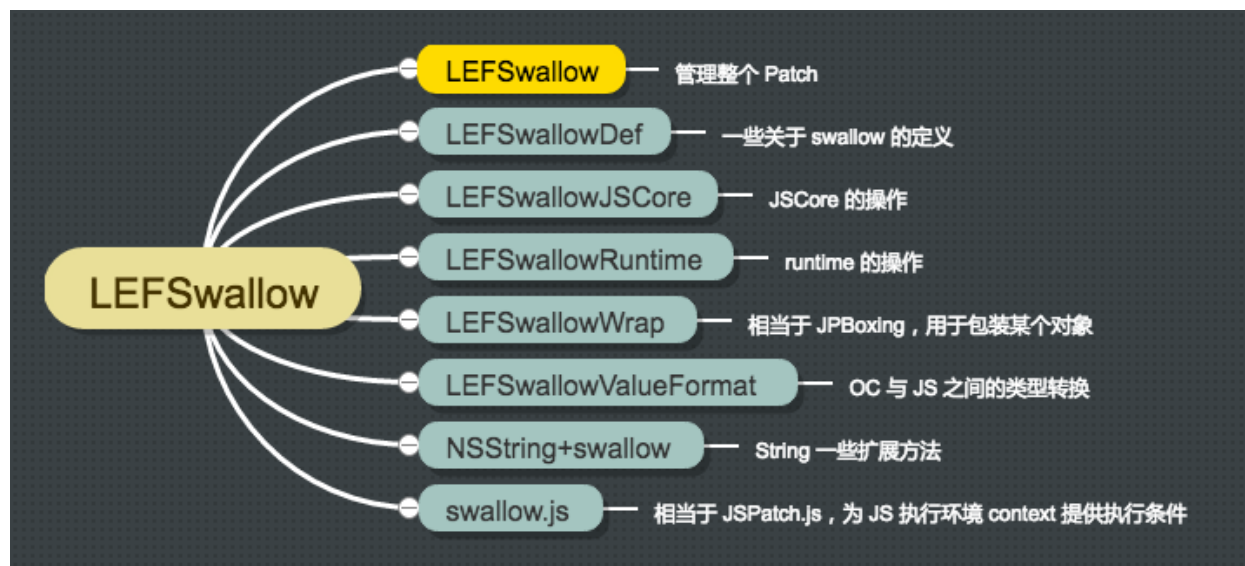 LEFSwallow 管理整个 Patch
LEFSwallowDef 一些关于 swallow 的定义
LEFSwallowJSCore JSCore 的操作
LEFSwallowRuntime runtime 的操作
LEFSwallow
LEFSwallowWrap 相当于 JPBoxing，用于包装某个对象
LEFSwallowValueFormat OC 与 JS 之间的类型转换
NSString+swallow String 一些扩展方法
swallow.js 相当于 JSPatch.js，为 JS 执行环境 context 提供执行条件